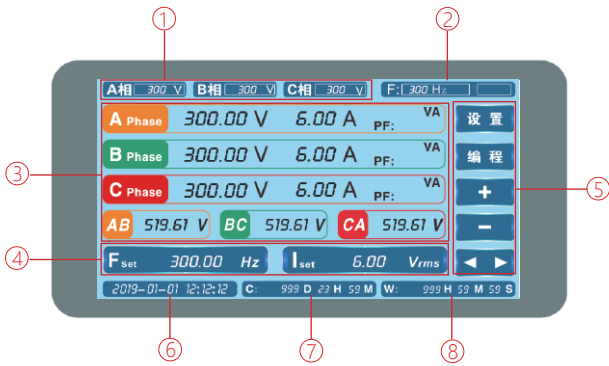 ① ②
A相 300 V B相 300 V C相 300 V F: 300 Hz
A Phase 300.00 V 6.00 A PF: VA 设 置
B Phase 300.00 V 6.00 A PF: VA 编 程
③ C Phase 300.00 V 6.00 A PF: VA + ⑤
AB 519.61 V BC 519.61 V CA 519.61 V −
④ Fset 300.00 Hz Iset 6.00 Vrms ◀ ▶
2019-01-01 12:12:12 C: 999 D 23 H 59 M W: 999 H 59 M 59 S
⑥ ⑦ ⑧